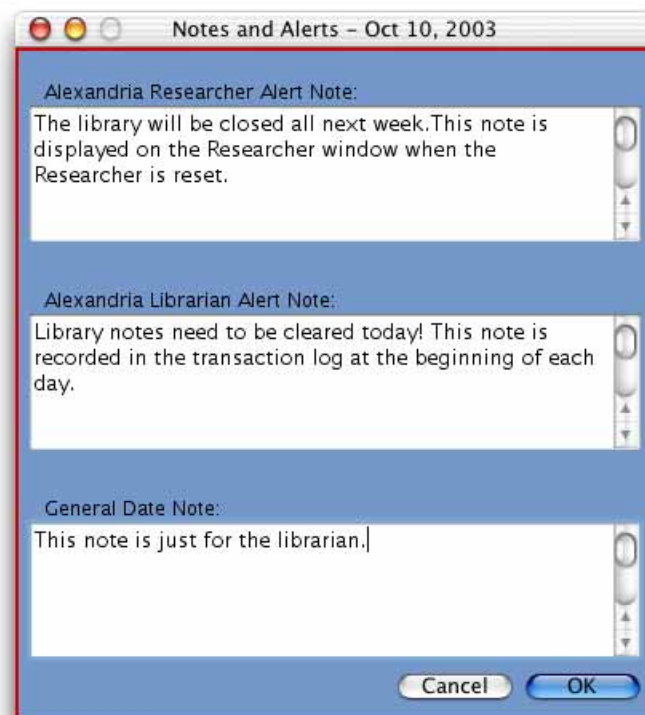 Notes and Alerts – Oct 10, 2003
Alexandria Researcher Alert Note:
The library will be closed all next week.This note is
displayed on the Researcher window when the
Researcher is reset.
Alexandria Librarian Alert Note:
Library notes need to be cleared today! This note is
recorded in the transaction log at the beginning of each
day.
General Date Note:
This note is just for the librarian.
Cancel OK